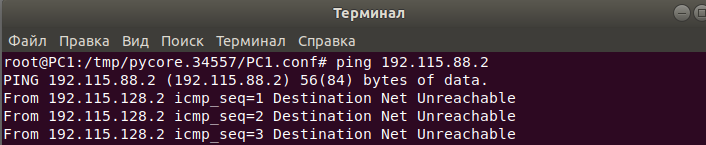 Терминал
Файл Правка Вид Поиск Терминал Справка
root@PC1:/tmp/pycore.34557/PC1.conf# ping 192.115.88.2
PING 192.115.88.2 (192.115.88.2) 56(84) bytes of data.
From 192.115.128.2 icmp_seq=1 Destination Net Unreachable
From 192.115.128.2 icmp_seq=2 Destination Net Unreachable
From 192.115.128.2 icmp_seq=3 Destination Net Unreachable